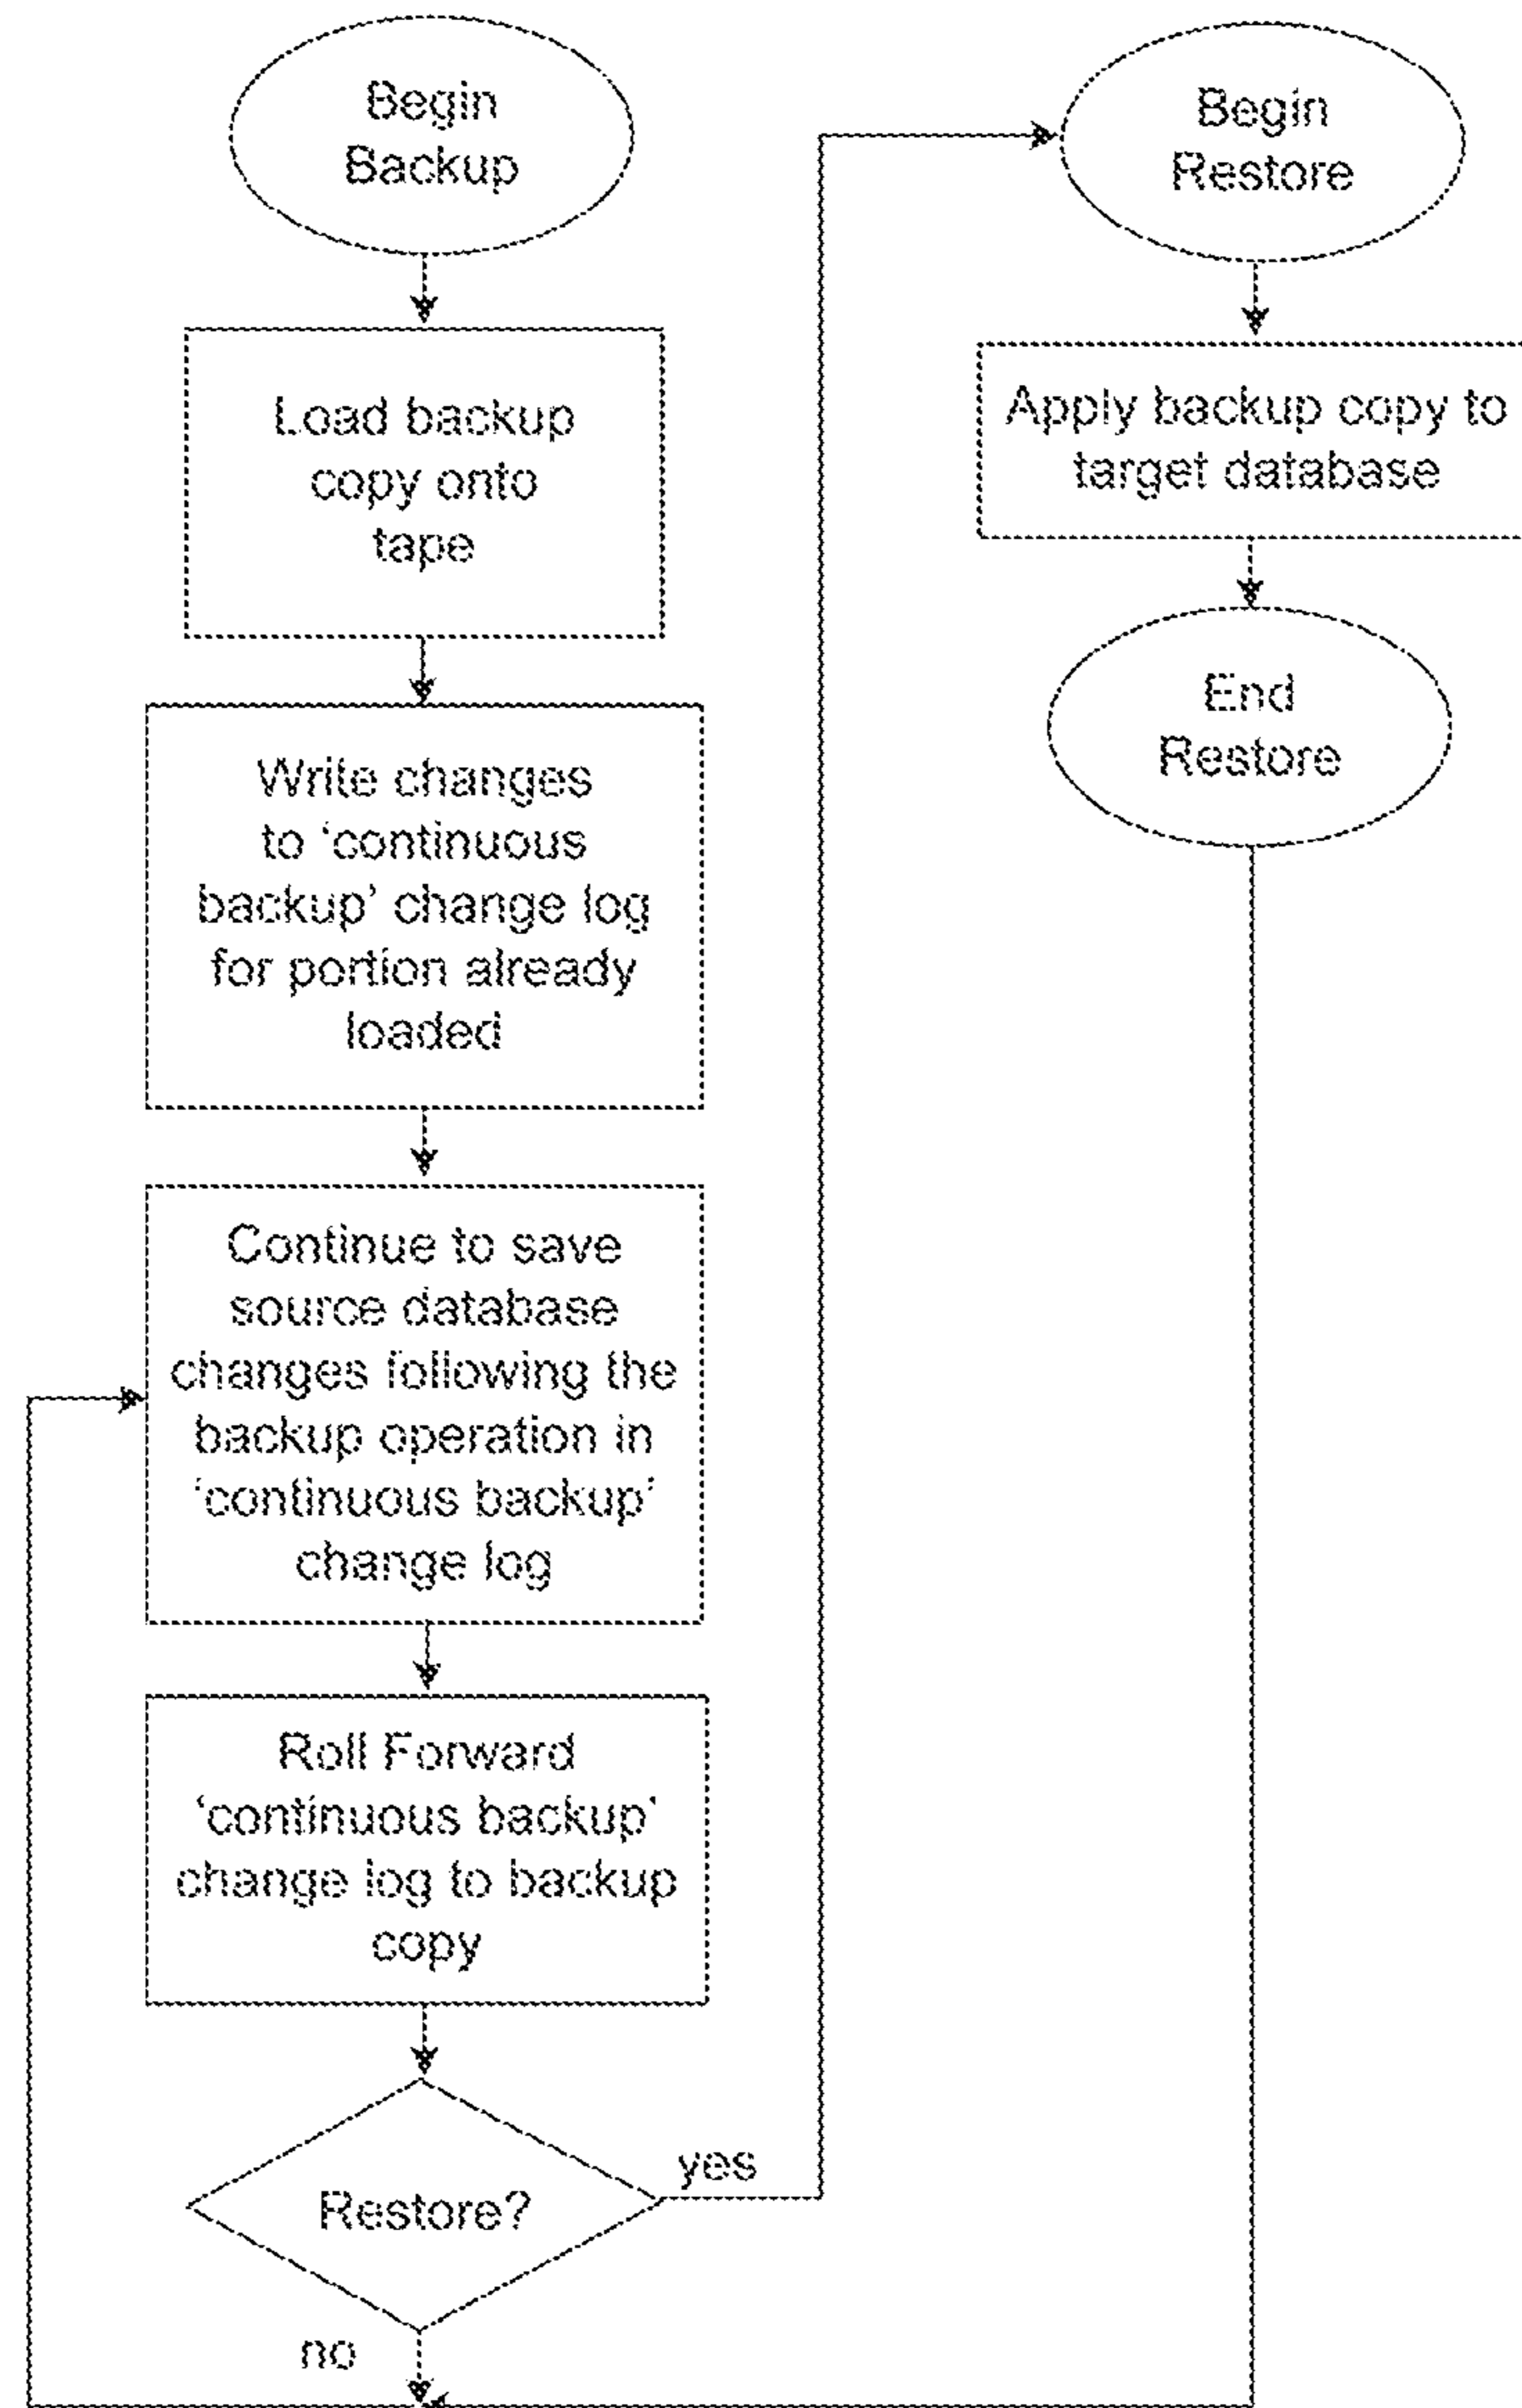 Begin
Backup
Load backup
copy onto
tape
Write changes
to ‘continuous
backup’ change log
for portion already
loaded
Continue to save
source database
changes following the
backup operation in
‘continuous backup’
change log
Roll Forward
‘continuous backup’
change log to backup
copy
Restore?
yes
no
Begin
Restore
Apply backup copy to
target database
End
Restore